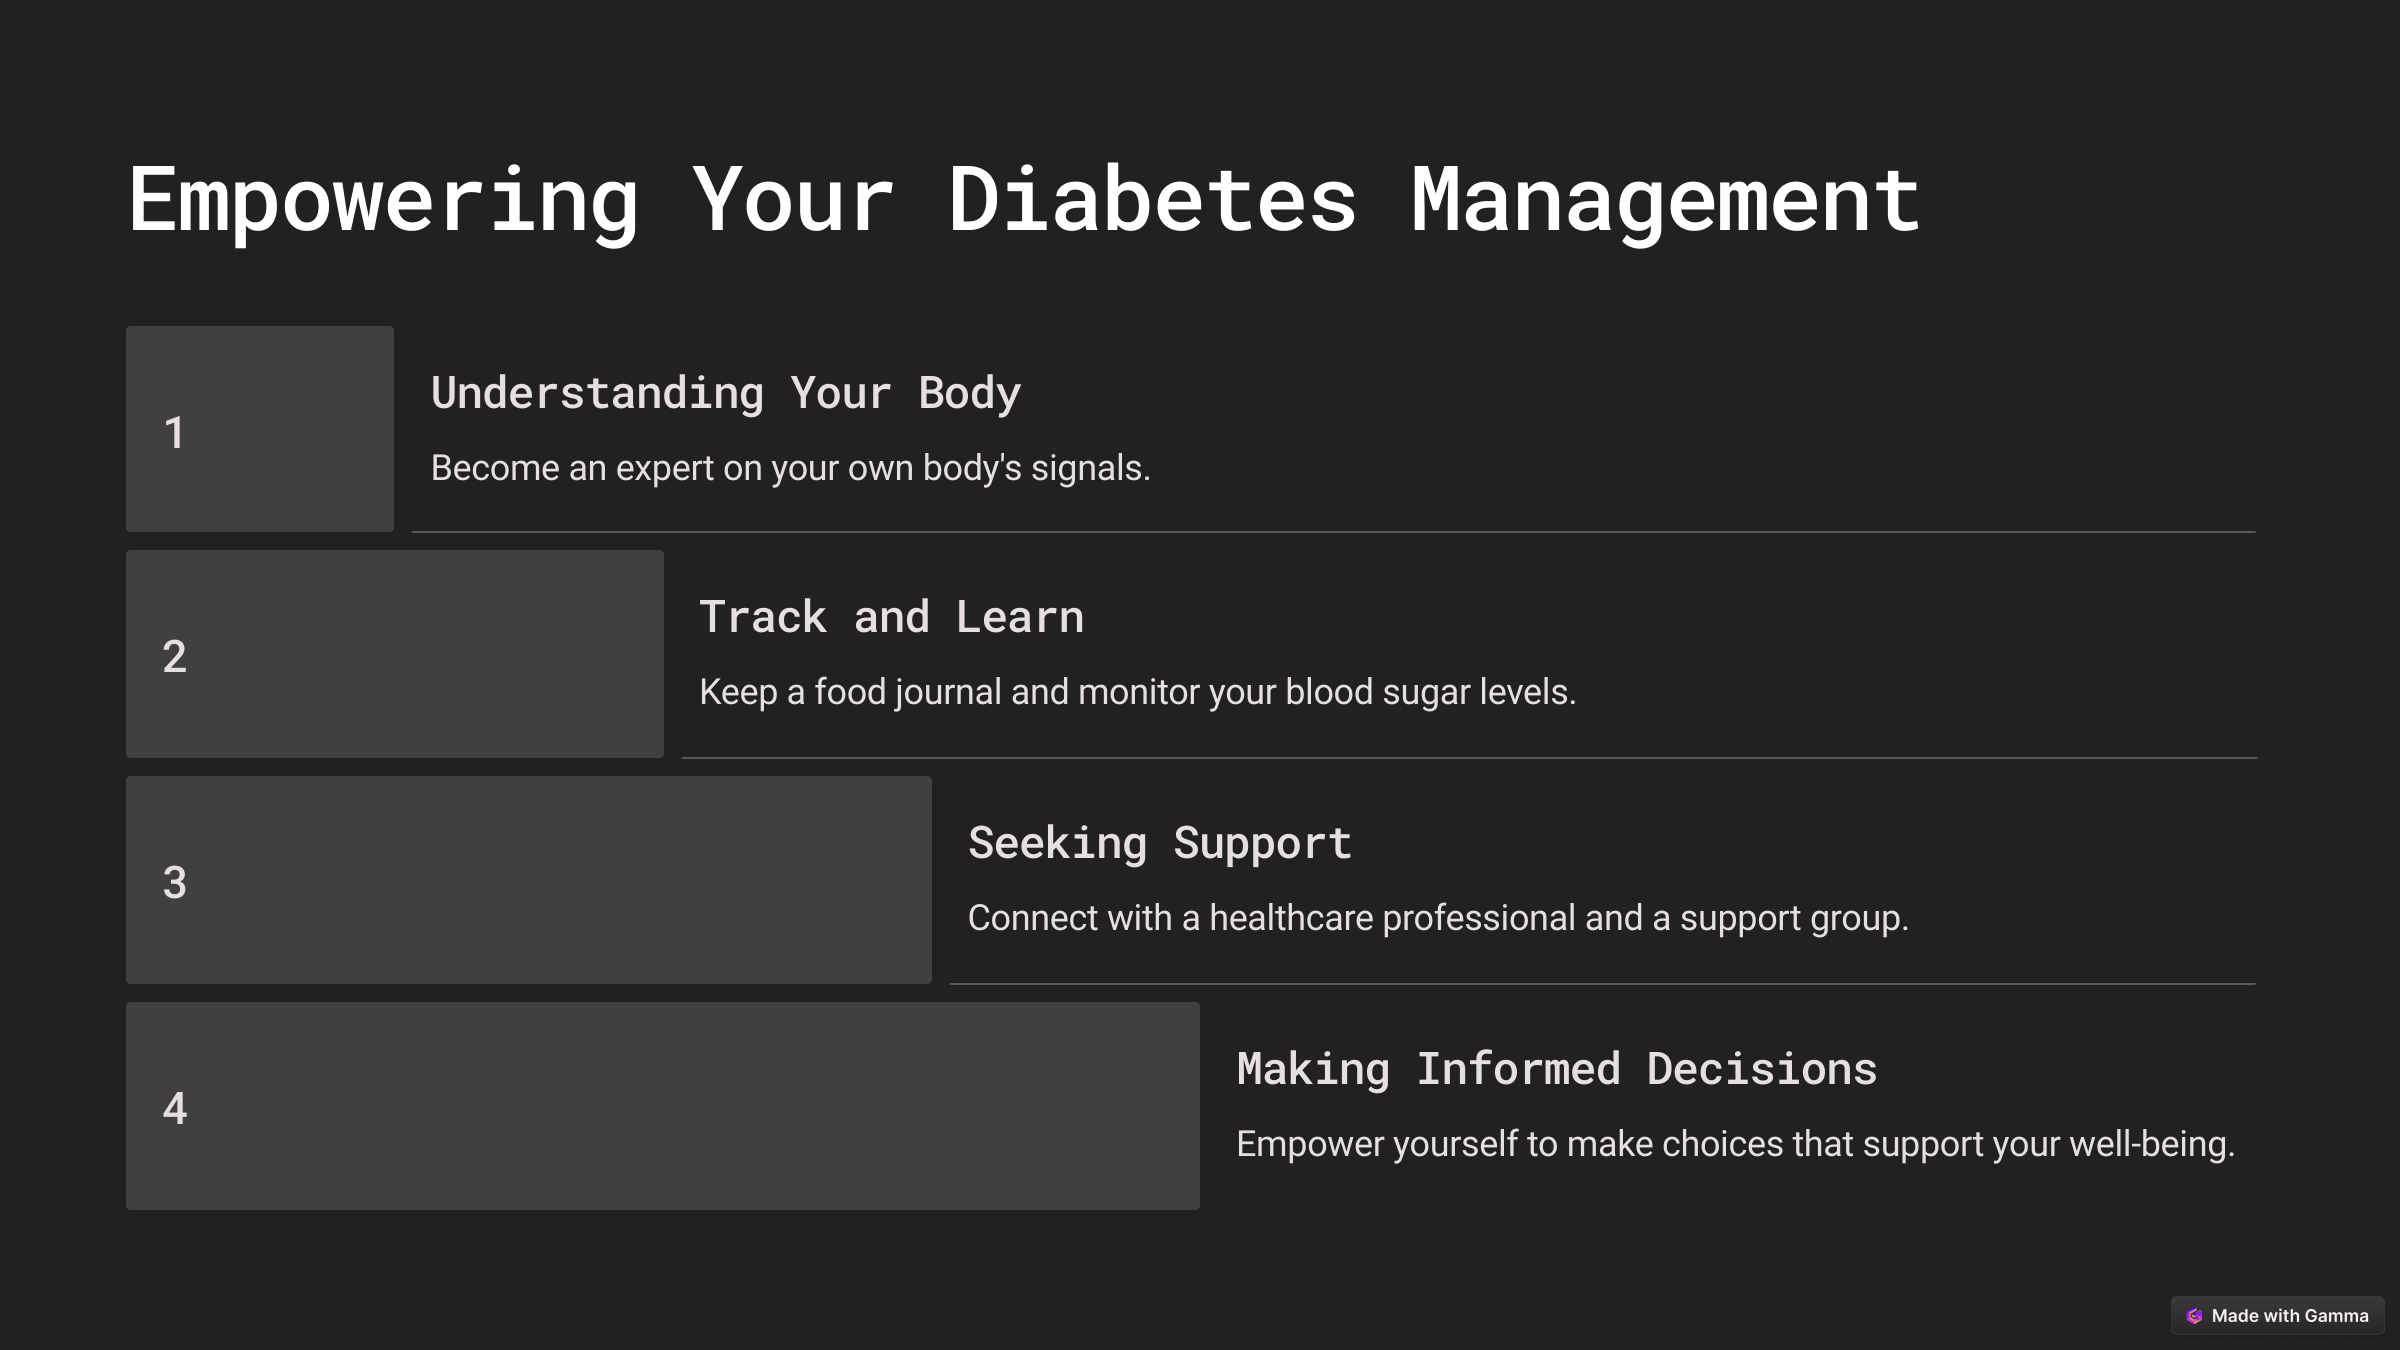 Empowering Your Diabetes Management
1
Understanding Your Body
Become an expert on your own body's signals.
2
Track and Learn
Keep a food journal and monitor your blood sugar levels.
3
Seeking Support
Connect with a healthcare professional and a support group.
4
Making Informed Decisions
Empower yourself to make choices that support your well-being.
Made with Gamma